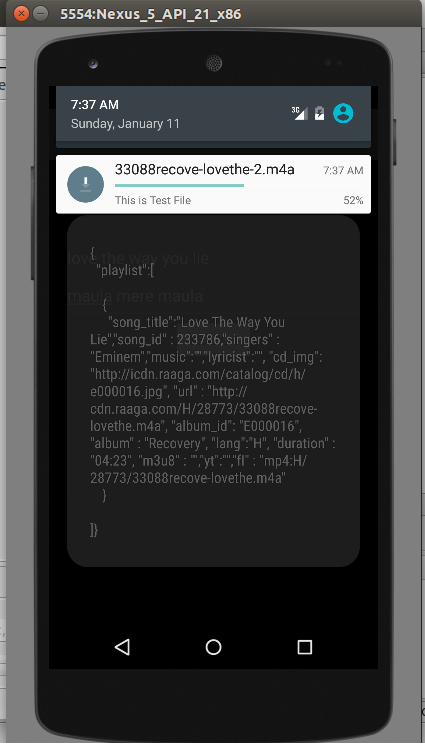 5554:Nexus_5_API_21_x86
7:37 AM
Sunday, January 11
3G
33088recove-lovethe-2.m4a 7:37 AM
This is Test File 52%
love the way you lie
maula mere maula
{
"playlist":[
{
"song_title":"Love The Way You
Lie","song_id" : 233786,"singers" :
"Eminem","music":"","lyricist":"", "cd_img":
"http://icdn.raaga.com/catalog/cd/h/
e000016.jpg", "url" : "http://
cdn.raaga.com/H/28773/33088recove-
lovethe.m4a", "album_id": "E000016",
"album" : "Recovery", "lang":"H", "duration" :
"04:23", "m3u8" : "","yt":"","fl" : "mp4:H/
28773/33088recove-lovethe.m4a"
}
]}